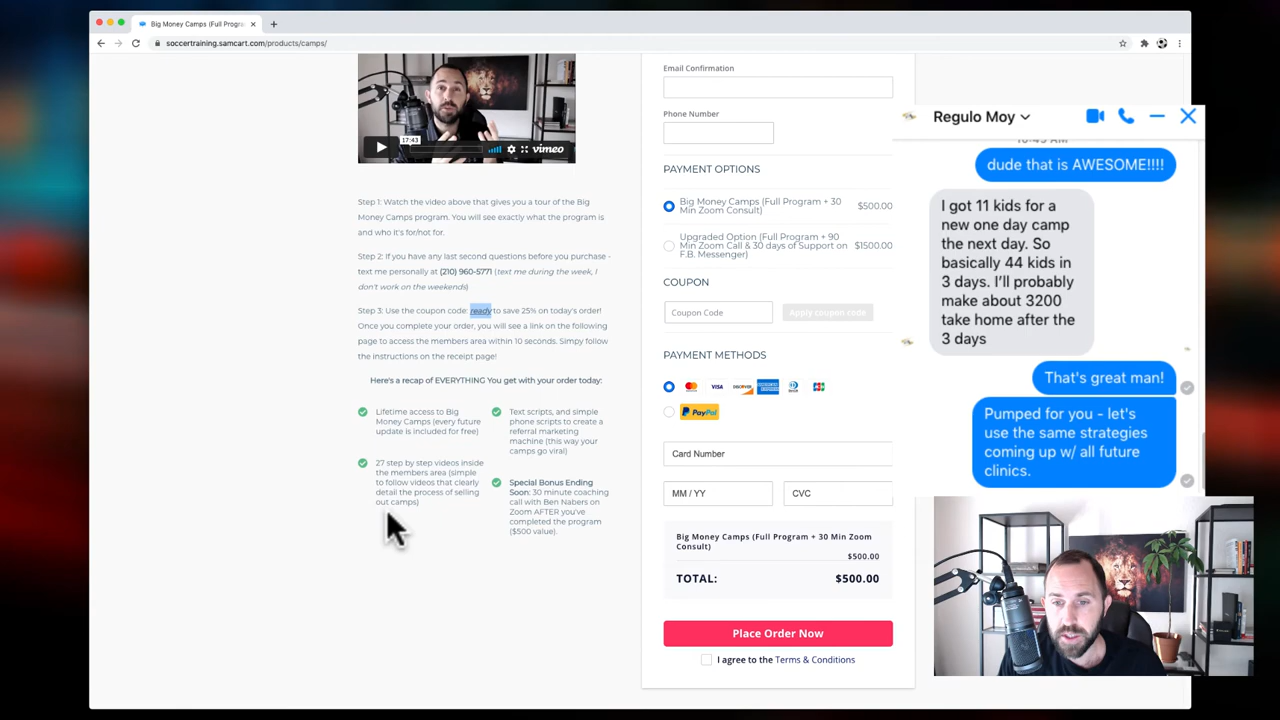 Big Money Camps (Full Progra
soccertraining.samcart.com/products/camps/
17:43
vimeo
Step 1: Watch the video above that gives you a tour of the Big
Money Camps program. You will see exactly what the program is
and who it's for/not for.
Step 2: If you have any last second questions before you purchase -
text me personally at (210) 960-5771 (text me during the week, I
don't work on the weekends)
Step 3: Use the coupon code: ready to save 25% on today's order!
Once you complete your order, you will see a link on the following
page to access the members area within 10 seconds. Simpy follow
the instructions on the receipt page!
Here's a recap of EVERYTHING You get with your order today:
Lifetime access to Big
Money Camps (every future
update is included for free)
27 step by step videos inside
the members area (simple
to follow videos that clearly
detail the process of selling
out camps)
Text scripts, and simple
phone scripts to create a
referral marketing
machine (this way your
camps go viral)
Special Bonus Ending
Soon: 30 minute coaching
call with Ben Nabers on
Zoom AFTER you've
completed the program
($500 value).
Email Confirmation
Phone Number
PAYMENT OPTIONS
Big Money Camps (Full Program + 30
Min Zoom Consult)
$500.00
Upgraded Option (Full Program + 90
Min Zoom Call & 30 days of Support on
F.B. Messenger)
$1500.00
COUPON
Coupon Code
Apply coupon code
PAYMENT METHODS
VISA
DISCOVER
PayPal
Card Number
MM / YY
CVC
Big Money Camps (Full Program + 30 Min Zoom
Consult)
$500.00
TOTAL: $500.00
Place Order Now
I agree to the Terms & Conditions
Regulo Moy
dude that is AWESOME!!!!
I got 11 kids for a
new one day camp
the next day. So
basically 44 kids in
3 days. I'll probably
make about 3200
take home after the
3 days
That's great man!
Pumped for you - let's
use the same strategies
coming up w/ all future
clinics.